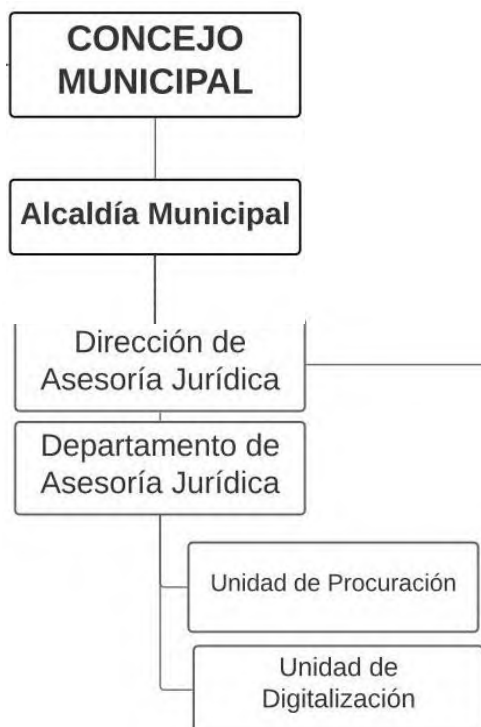 CONCEJO
MUNICIPAL
Alcaldía Municipal
Dirección de
Asesoría Jurídica
Departamento de
Asesoría Jurídica
Unidad de Procuración
Unidad de
Digitalización